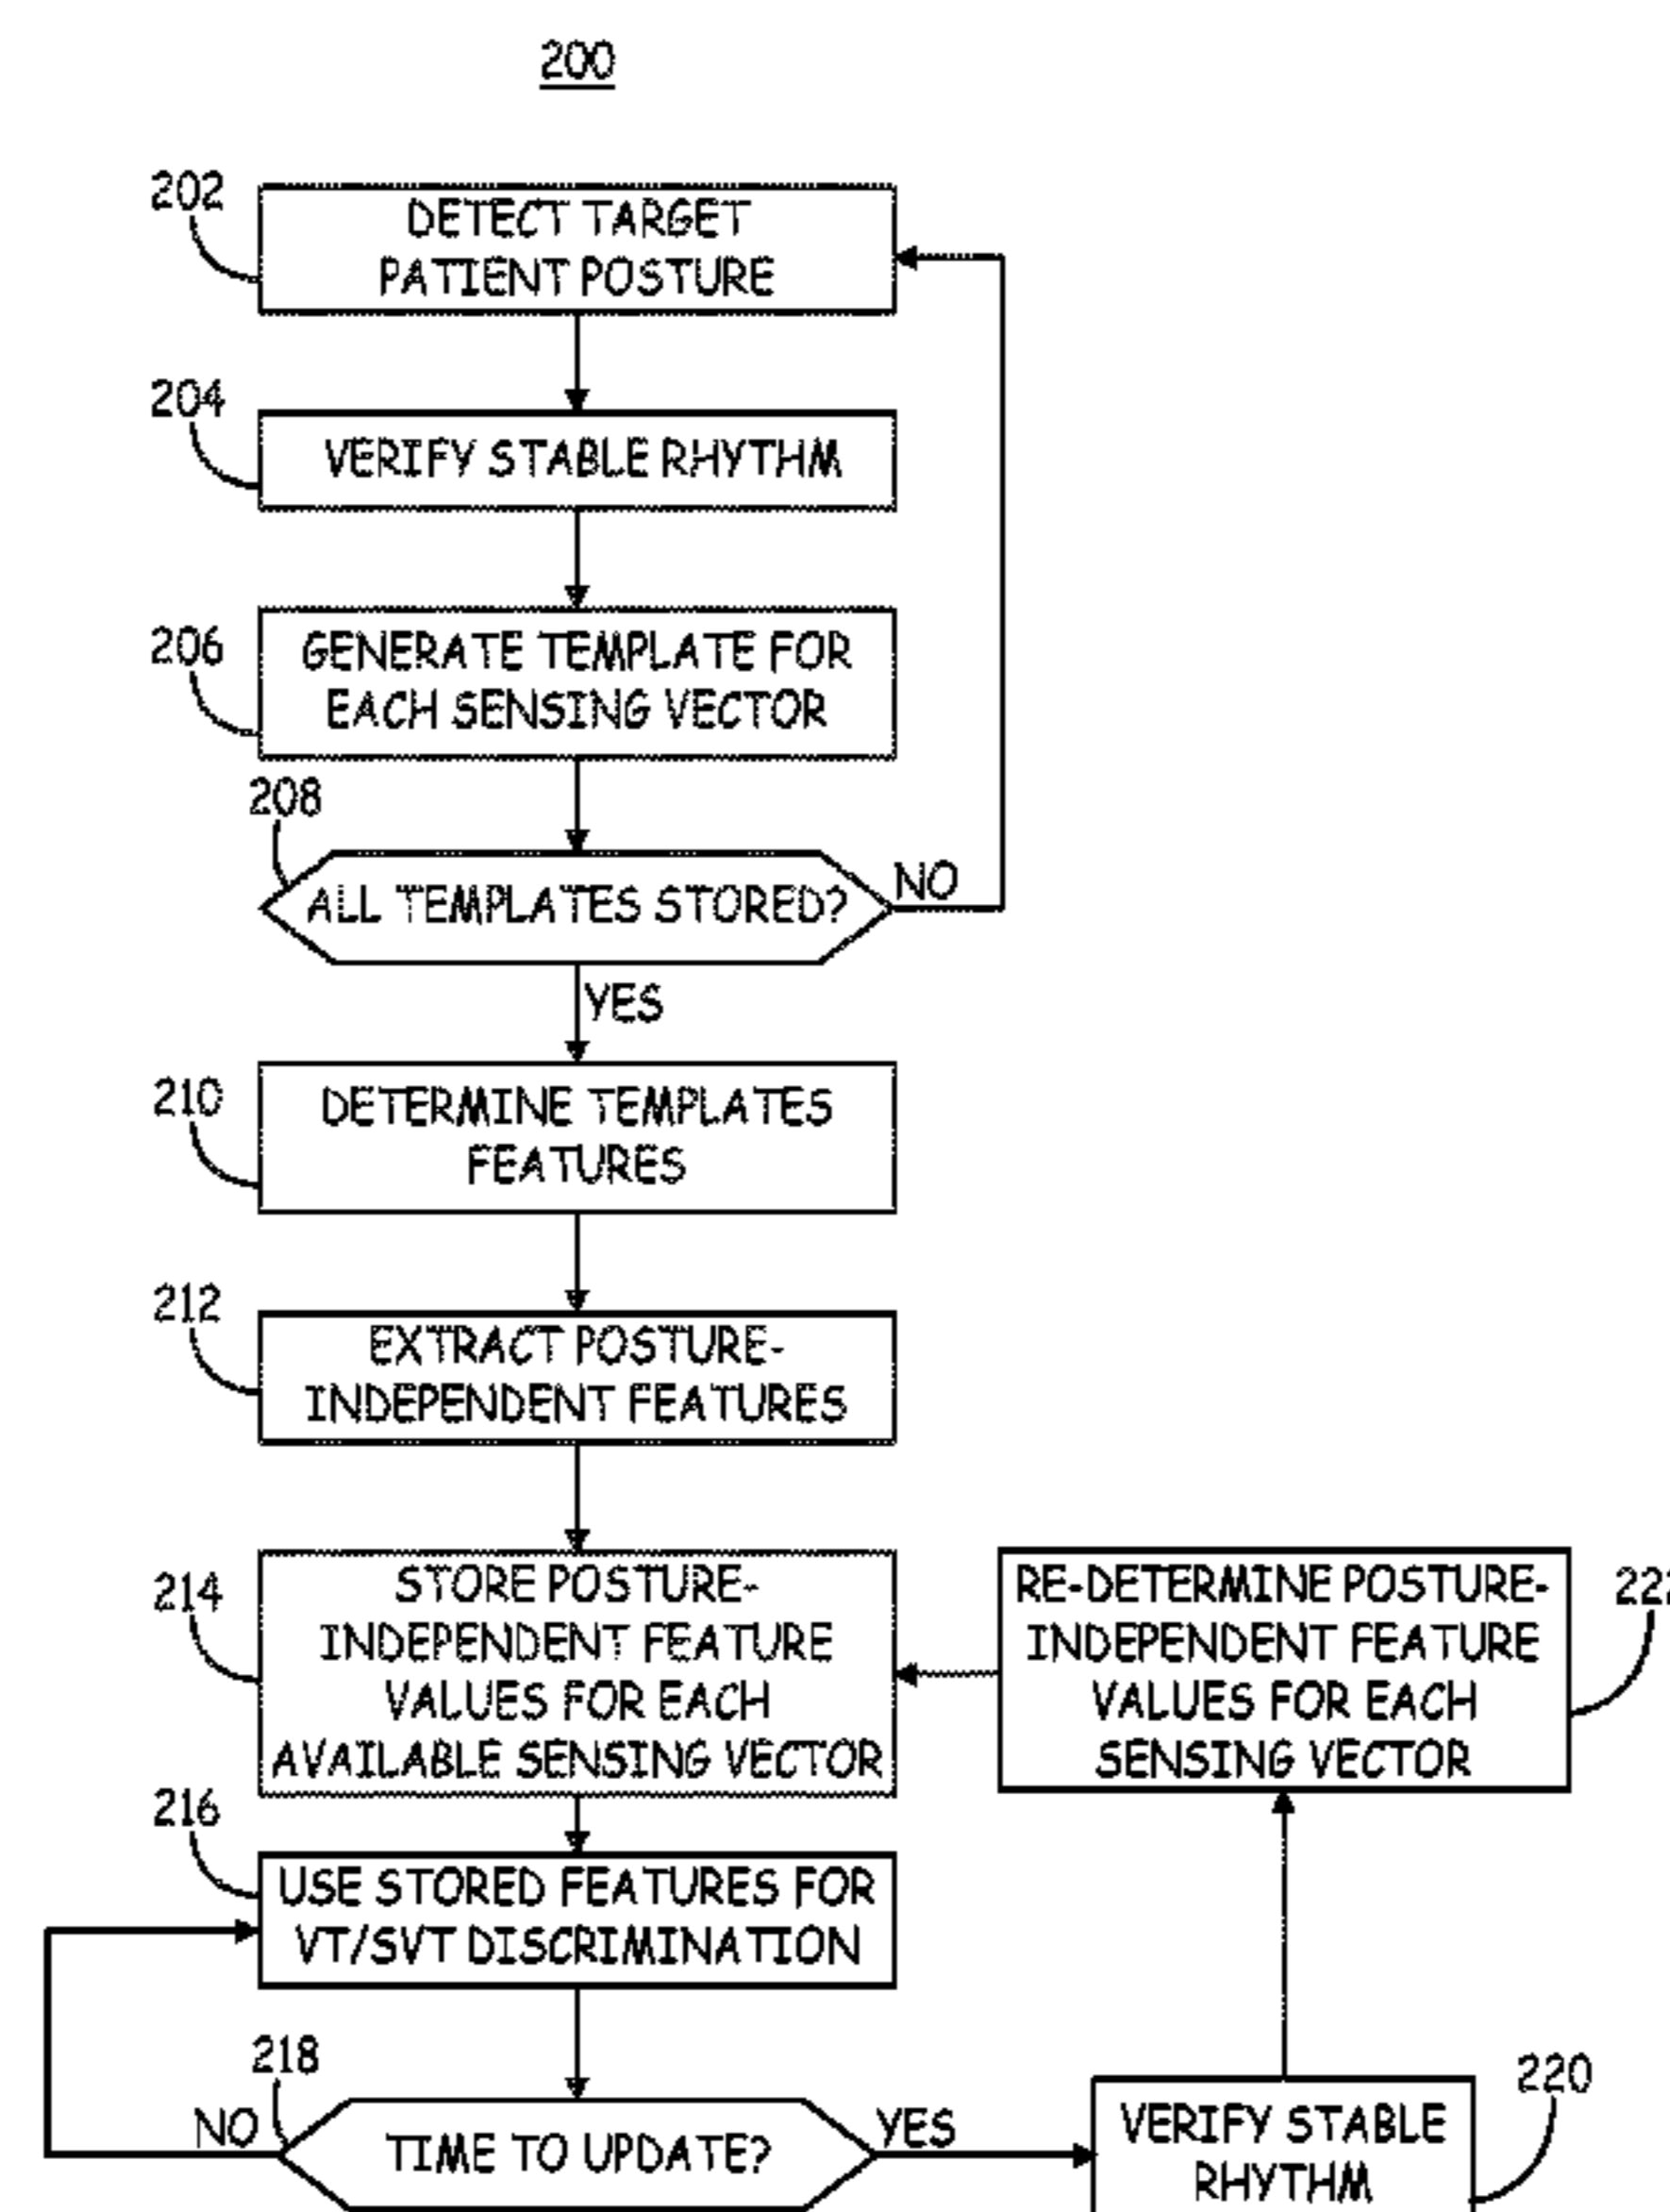 200
202
DETECT TARGET
PATIENT POSTURE
204
VERIFY STABLE RHYTHM
206
GENERATE TEMPLATE FOR
EACH SENSING VECTOR
208
ALL TEMPLATES STORED?
NO
YES
210
DETERMINE TEMPLATES
FEATURES
212
EXTRACT POSTURE-
INDEPENDENT FEATURES
214
STORE POSTURE-
INDEPENDENT FEATURE
VALUES FOR EACH
AVAILABLE SENSING VECTOR
RE-DETERMINE POSTURE-
INDEPENDENT FEATURE
VALUES FOR EACH
SENSING VECTOR
222
216
USE STORED FEATURES FOR
VT/SVT DISCRIMINATION
218
NO
TIME TO UPDATE?
YES
220
VERIFY STABLE
RHYTHM